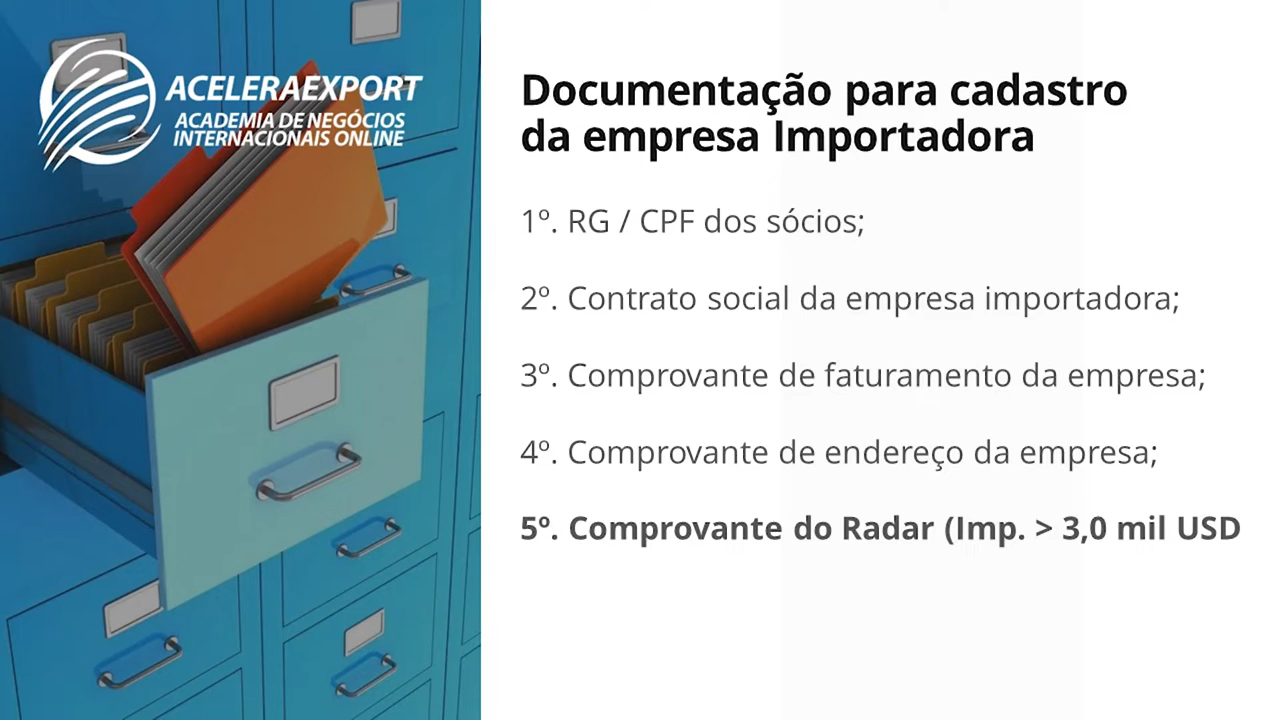 ACELERAEXPORT
ACADEMIA DE NEGÓCIOS
INTERNACIONAIS ONLINE
Documentação para cadastro
da empresa Importadora
1º. RG / CPF dos sócios;
2º. Contrato social da empresa importadora;
3º. Comprovante de faturamento da empresa;
4º. Comprovante de endereço da empresa;
5º. Comprovante do Radar (Imp. > 3,0 mil USD